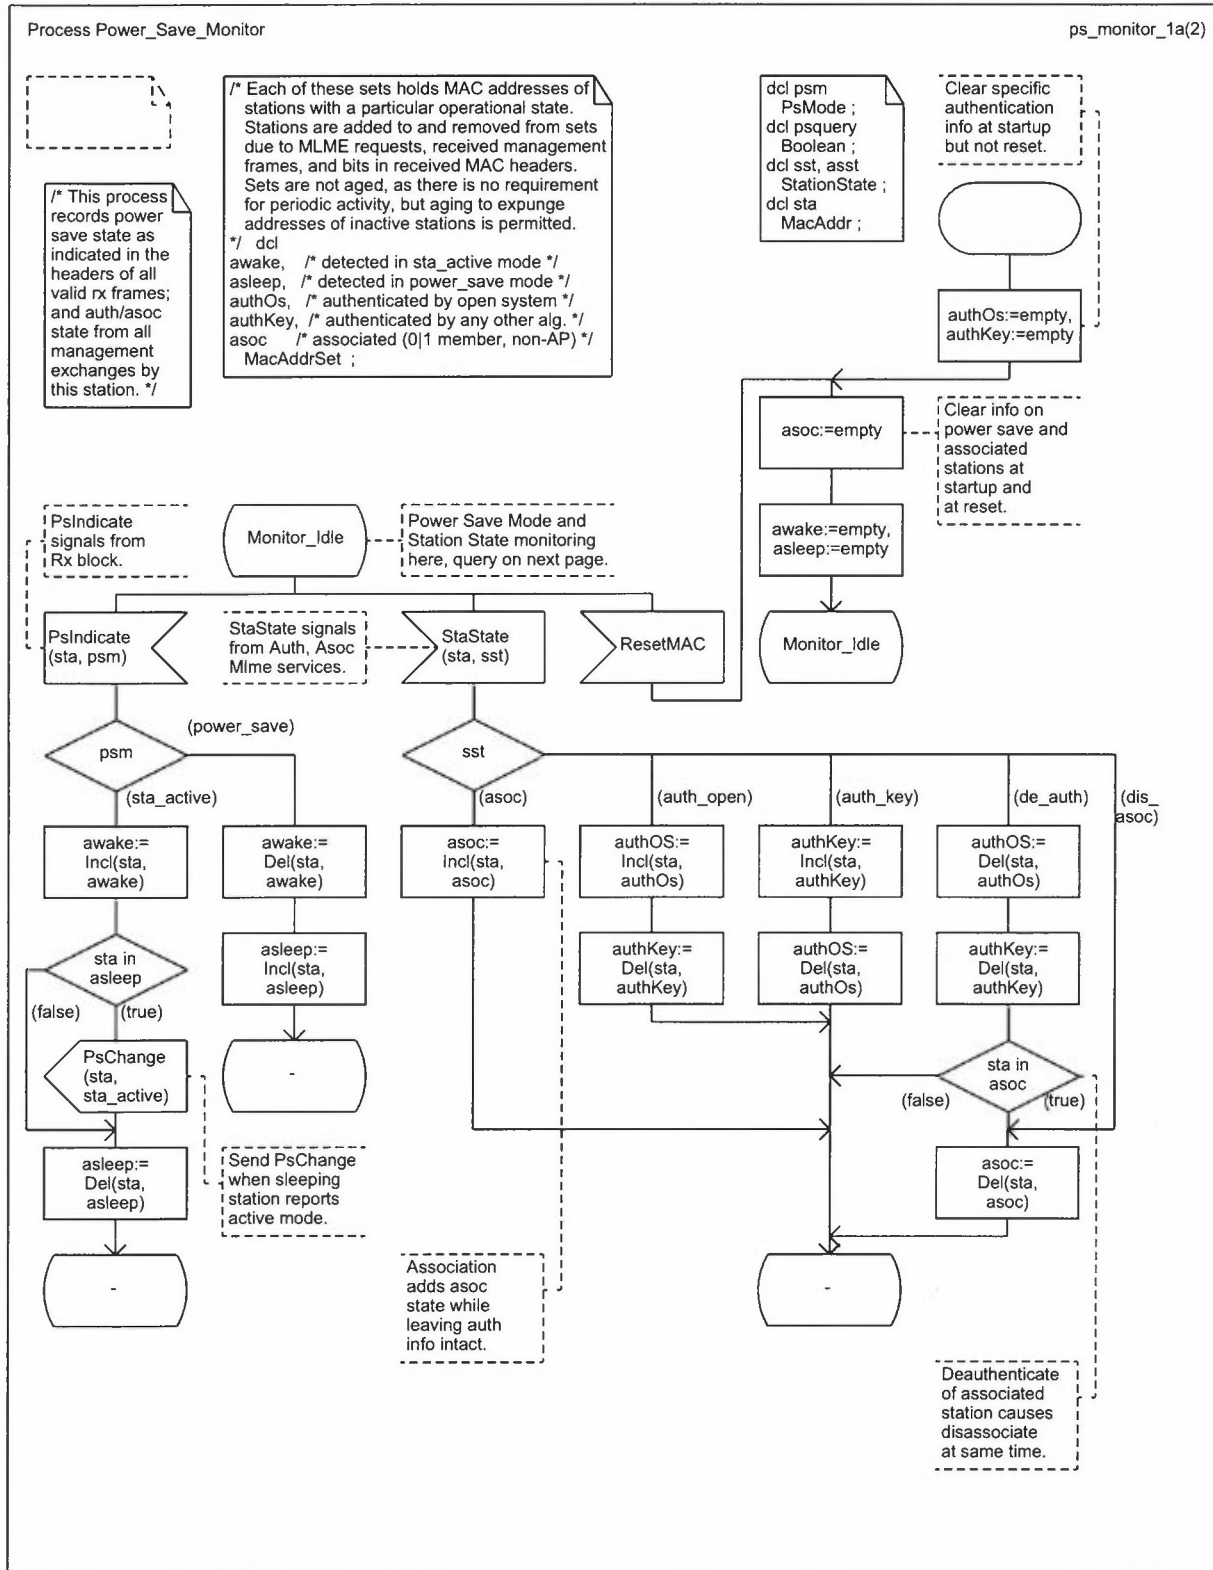 Process Power_Save_Monitor
ps_monitor_1a(2)
/* This process
records power
save state as
indicated in the
headers of all
valid rx frames;
and auth/asoc
state from all
management
exchanges by
this station. */
/* Each of these sets holds MAC addresses of
stations with a particular operational state.
Stations are added to and removed from sets
due to MLME requests, received management
frames, and bits in received MAC headers.
Sets are not aged, as there is no requirement
for periodic activity, but aging to expunge
addresses of inactive stations is permitted.
*/ dcl
awake, /* detected in sta_active mode */
asleep, /* detected in power_save mode */
authOs, /* authenticated by open system */
authKey, /* authenticated by any other alg. */
asoc /* associated (0|1 member, non-AP) */
MacAddrSet ;
dcl psm
PsMode ;
dcl psquery
Boolean ;
dcl sst, asst
StationState ;
dcl sta
MacAddr ;
Clear specific
authentication
info at startup
but not reset.
authOs:=empty,
authKey:=empty
asoc:=empty
Clear info on
power save and
associated
stations at
startup and
at reset.
awake:=empty,
asleep:=empty
Monitor_Idle
PsIndicate
signals from
Rx block.
Monitor_Idle
Power Save Mode and
Station State monitoring
here, query on next page.
PsIndicate
(sta, psm)
StaState signals
from Auth, Asoc
Mlme services.
StaState
(sta, sst)
ResetMAC
psm
(power_save)
(sta_active)
sst
(asoc)
(auth_open)
(auth_key)
(de_auth)
(dis_
asoc)
awake:=
Incl(sta,
awake)
awake:=
Del(sta,
awake)
asoc:=
Incl(sta,
asoc)
authOS:=
Incl(sta,
authOs)
authKey:=
Incl(sta,
authKey)
authOS:=
Del(sta,
authOs)
sta in
asleep
(false)
(true)
asleep:=
Incl(sta,
asleep)
authKey:=
Del(sta,
authKey)
authOS:=
Del(sta,
authOs)
authKey:=
Del(sta,
authKey)
PsChange
(sta,
sta_active)
-
sta in
asoc
(false)
(true)
asleep:=
Del(sta,
asleep)
Send PsChange
when sleeping
station reports
active mode.
asoc:=
Del(sta,
asoc)
-
Association
adds asoc
state while
leaving auth
info intact.
-
Deauthenticate
of associated
station causes
disassociate
at same time.